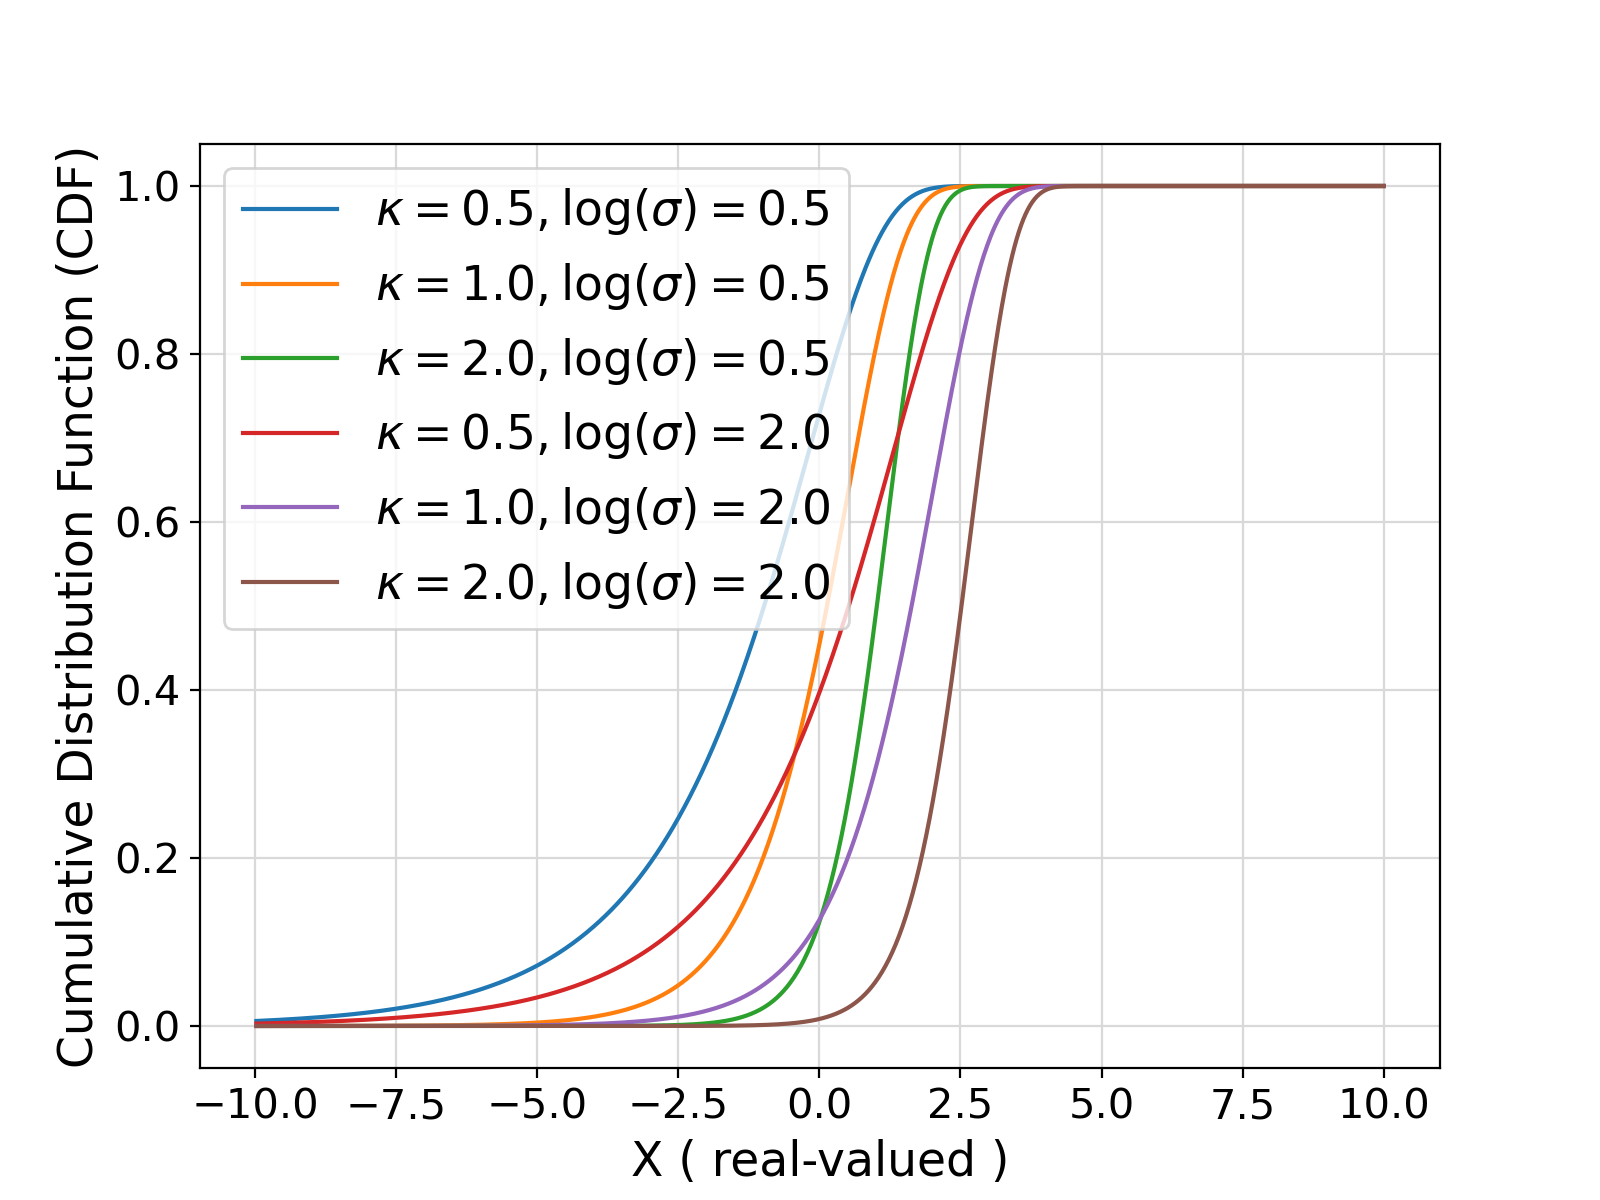 Cumulative Distribution Function (CDF)
1.0
0.8
0.6
0.4
0.2
0.0
κ = 0.5, log(σ) = 0.5
κ = 1.0, log(σ) = 0.5
κ = 2.0, log(σ) = 0.5
κ = 0.5, log(σ) = 2.0
κ = 1.0, log(σ) = 2.0
κ = 2.0, log(σ) = 2.0
−10.0 −7.5 −5.0 −2.5 0.0 2.5 5.0 7.5 10.0
X ( real-valued )